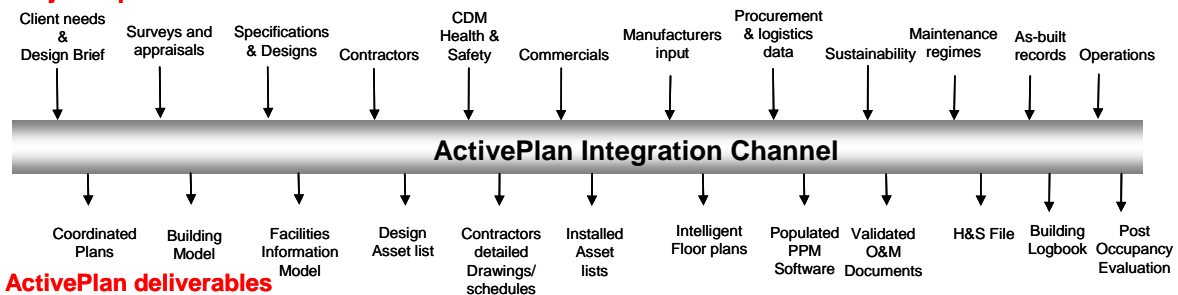 Client needs
&
Design Brief
Surveys and
appraisals
Specifications
& Designs
Contractors
CDM
Health &
Safety
Commercials
Manufacturers
input
Procurement
& logistics
data
Sustainability
Maintenance
regimes
As-built
records
Operations
ActivePlan Integration Channel
Coordinated
Plans
Building
Model
Facilities
Information
Model
Design
Asset list
Contractors
detailed
Drawings/
schedules
Installed
Asset
lists
Intelligent
Floor plans
Populated
PPM
Software
Validated
O&M
Documents
H&S File
Building
Logbook
Post
Occupancy
Evaluation
ActivePlan deliverables